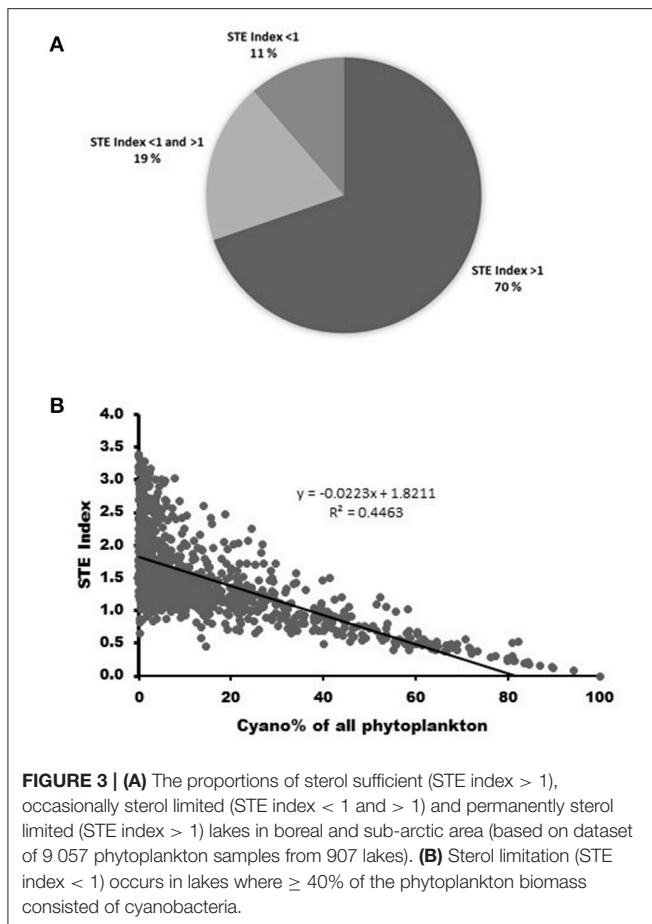 A
STE Index <1
11 %
STE Index <1 and >1
19 %
STE Index >1
70 %
B
STE Index
4.0
3.5
3.0
2.5
2.0
1.5
1.0
0.5
0.0
y = -0.0223x + 1.8211
R² = 0.4463
0 20 40 60 80 100
Cyano% of all phytoplankton
FIGURE 3 | (A) The proportions of sterol sufficient (STE index > 1),
occasionally sterol limited (STE index < 1 and > 1) and permanently sterol
limited (STE index > 1) lakes in boreal and sub-arctic area (based on dataset
of 9 057 phytoplankton samples from 907 lakes). (B) Sterol limitation (STE
index < 1) occurs in lakes where ≥ 40% of the phytoplankton biomass
consisted of cyanobacteria.